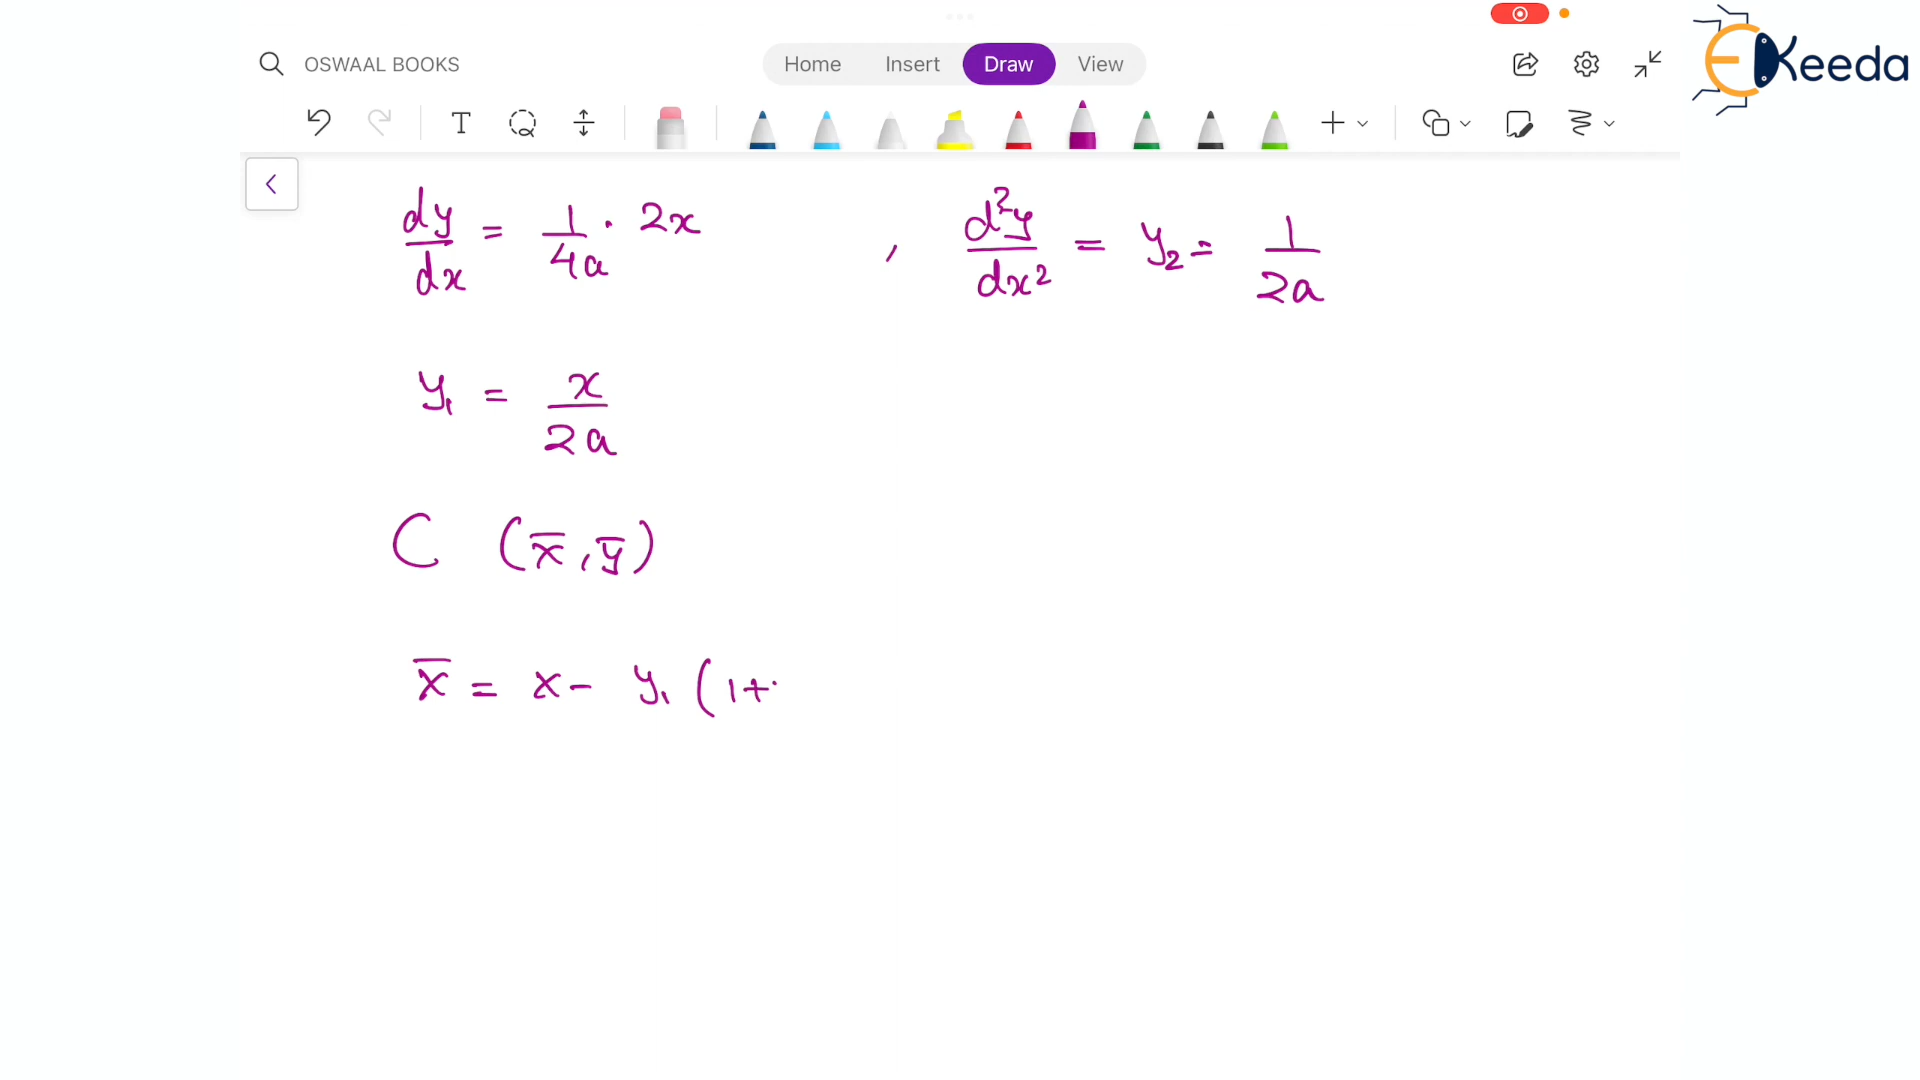 OSWAAL BOOKS Home Insert Draw View
EKeeda
T
dy/dx = 1/4a · 2x , d²y/dx² = y₂ = 1/2a
y₁ = x/2a
C (x̅, y̅)
x̅ = x - y₁ (1+